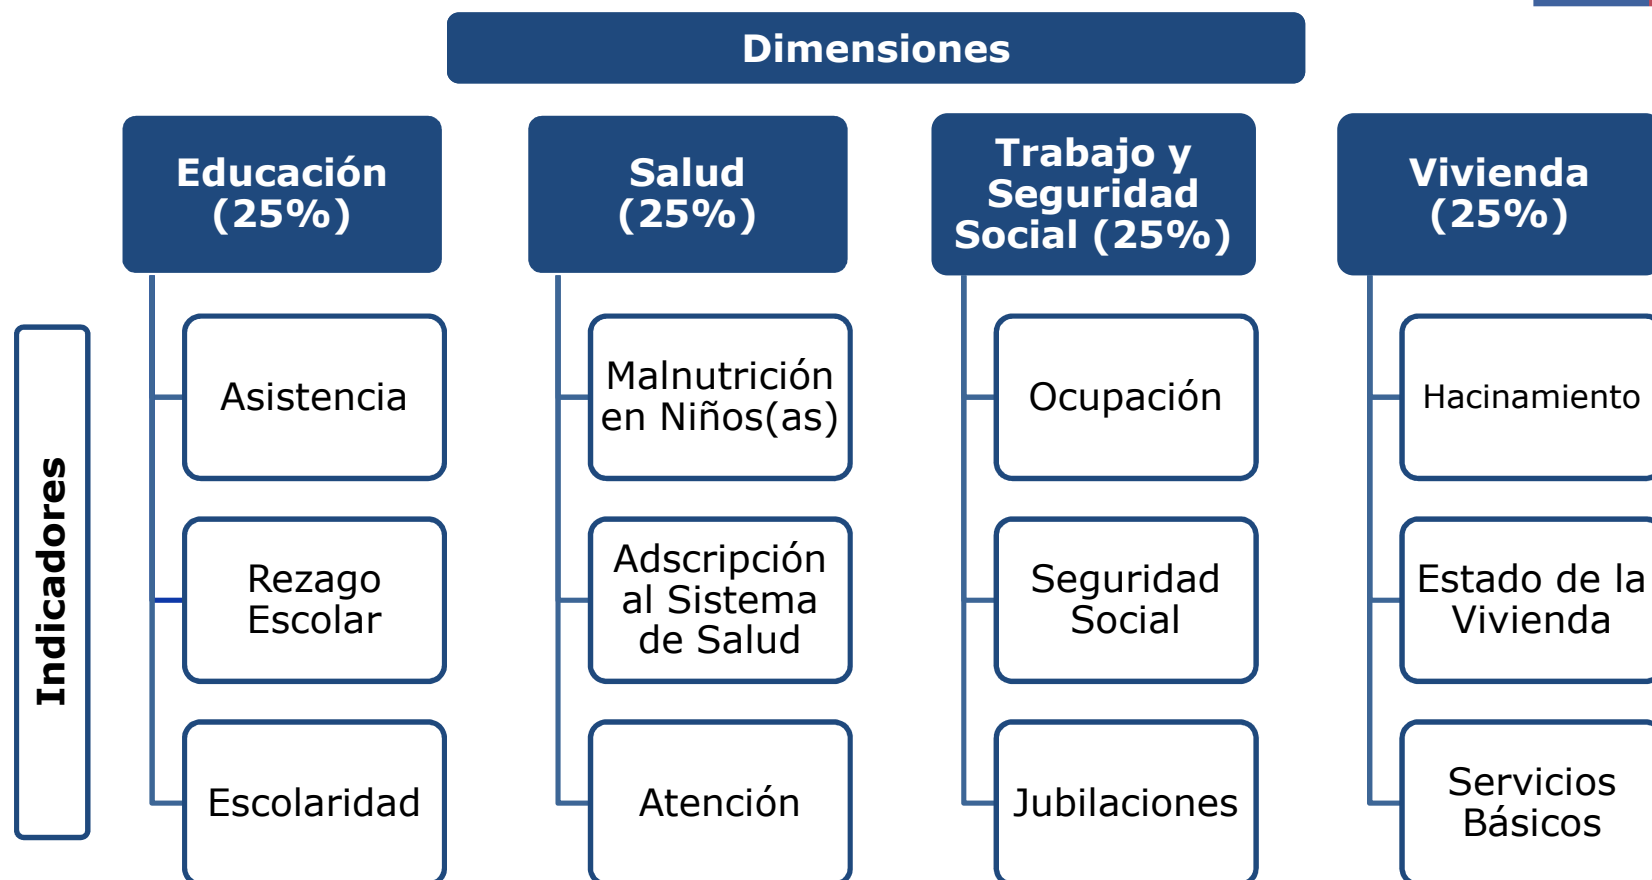 Dimensiones
Educación
(25%)
Salud
(25%)
Trabajo y
Seguridad
Social (25%)
Vivienda
(25%)
Indicadores
Asistencia
Malnutrición
en Niños(as)
Ocupación
Hacinamiento
Rezago
Escolar
Adscripción
al Sistema
de Salud
Seguridad
Social
Estado de la
Vivienda
Escolaridad
Atención
Jubilaciones
Servicios
Básicos